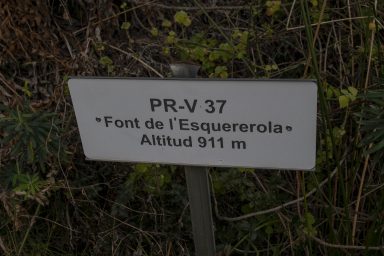 PR-V 37
Font de l'Esquererola
Altitud 911 m